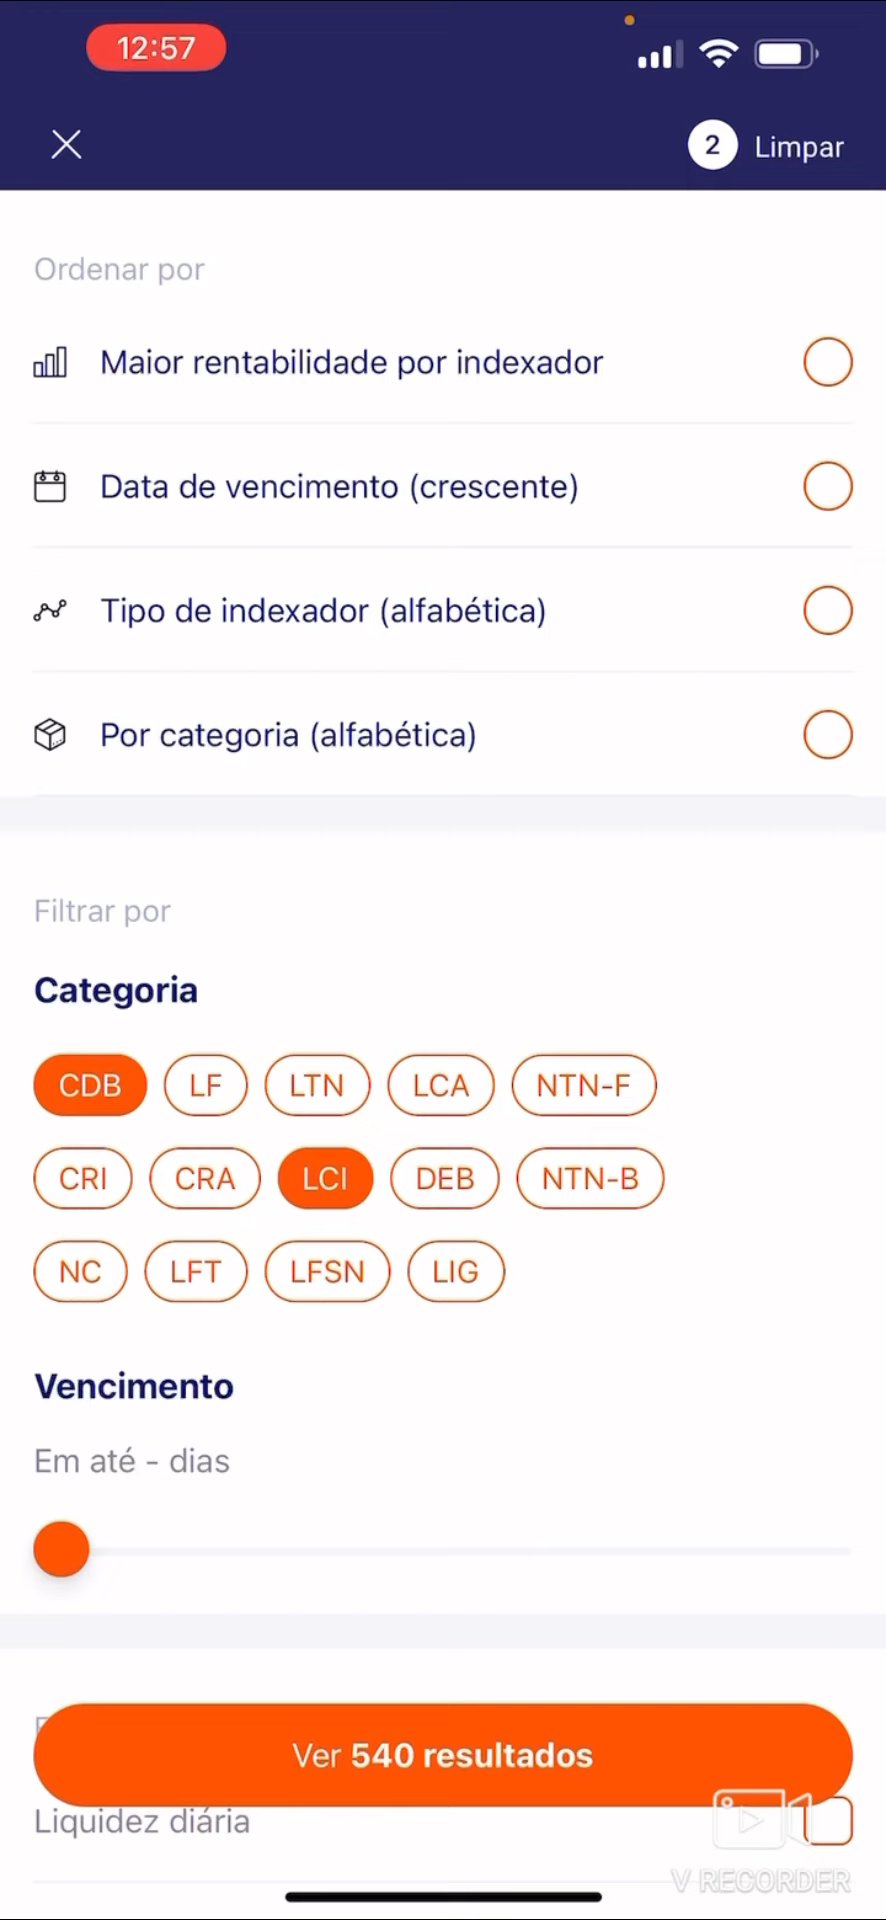 12:57
2 Limpar
Ordenar por
Maior rentabilidade por indexador
Data de vencimento (crescente)
Tipo de indexador (alfabética)
Por categoria (alfabética)
Filtrar por
Categoria
CDB LF LTN LCA NTN-F
CRI CRA LCI DEB NTN-B
NC LFT LFSN LIG
Vencimento
Em até - dias
Ver 540 resultados
Liquidez diária
V RECORDER